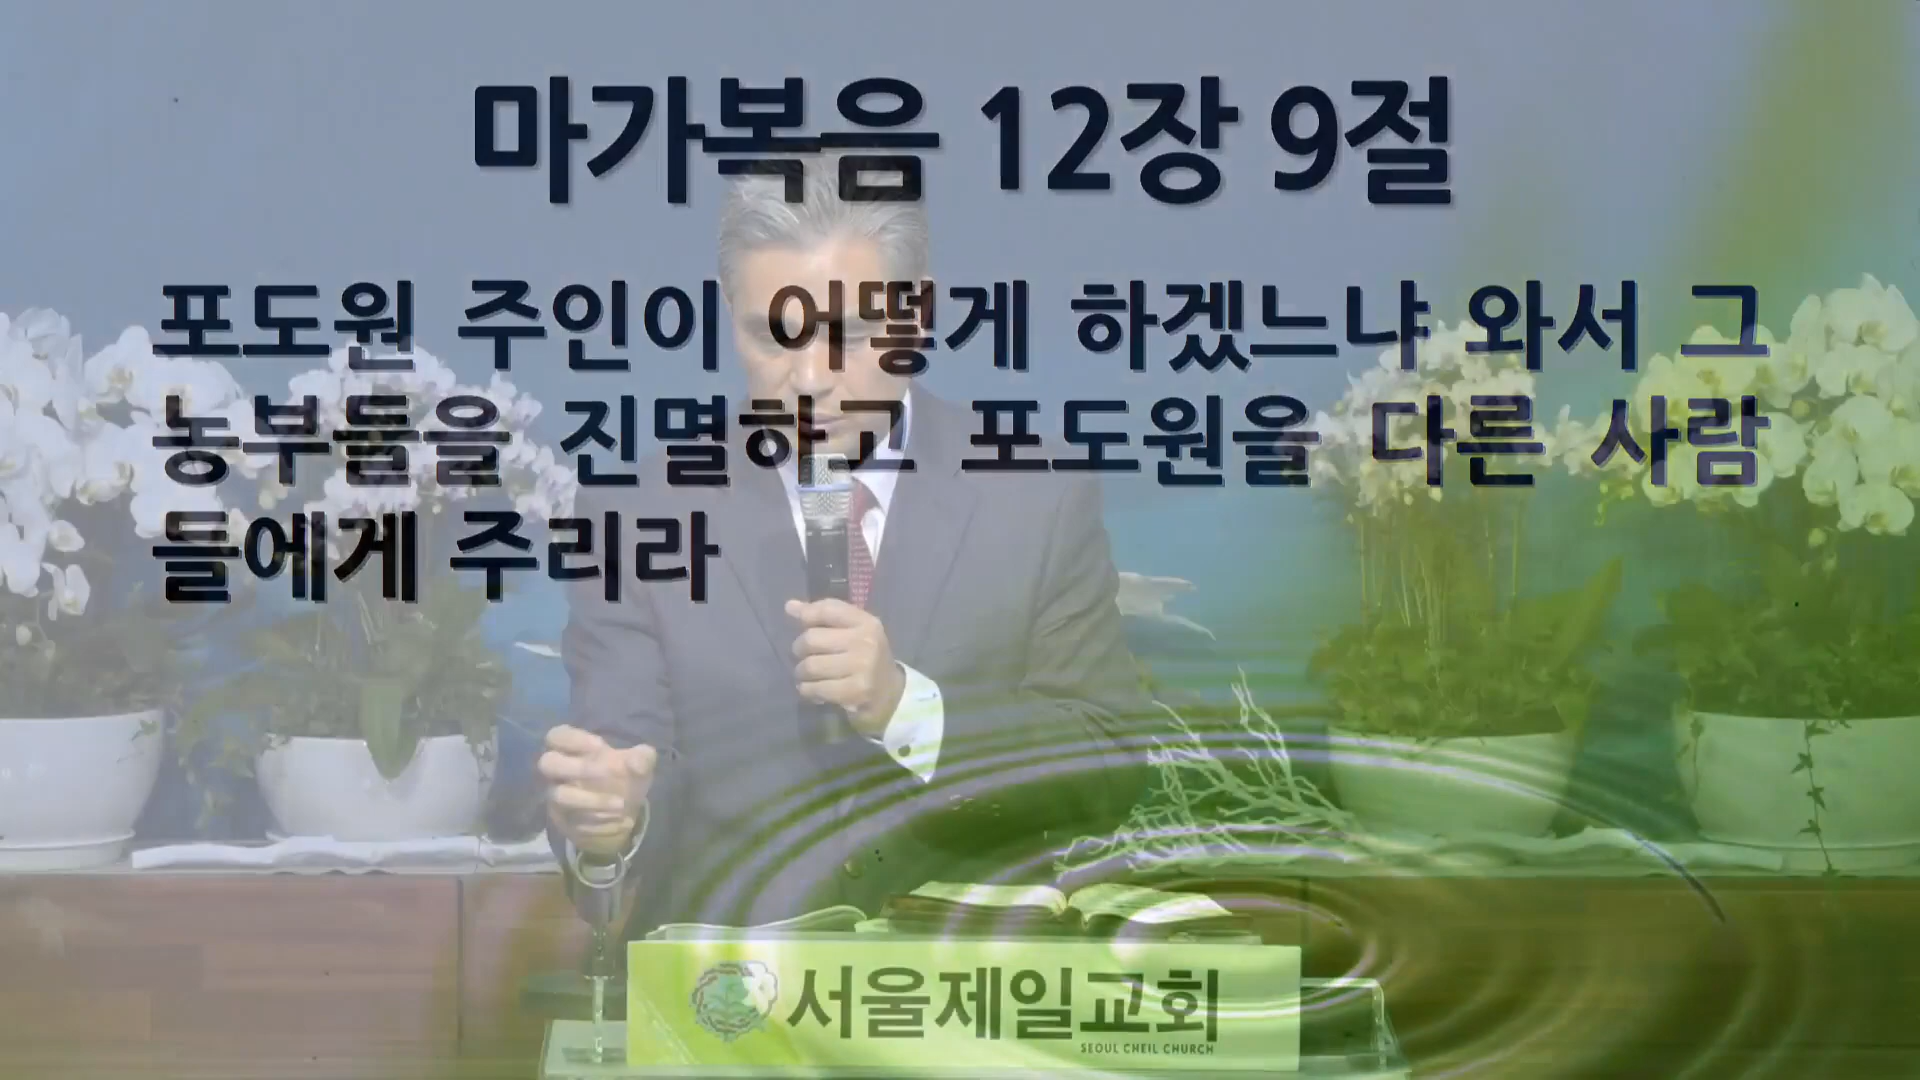 마가복음 12장 9절
포도원 주인이 어떻게 하겠느냐 와서 그
농부들을 진멸하고 포도원을 다른 사람
들에게 주리라
서울제일교회
SEOUL CHEIL CHURCH